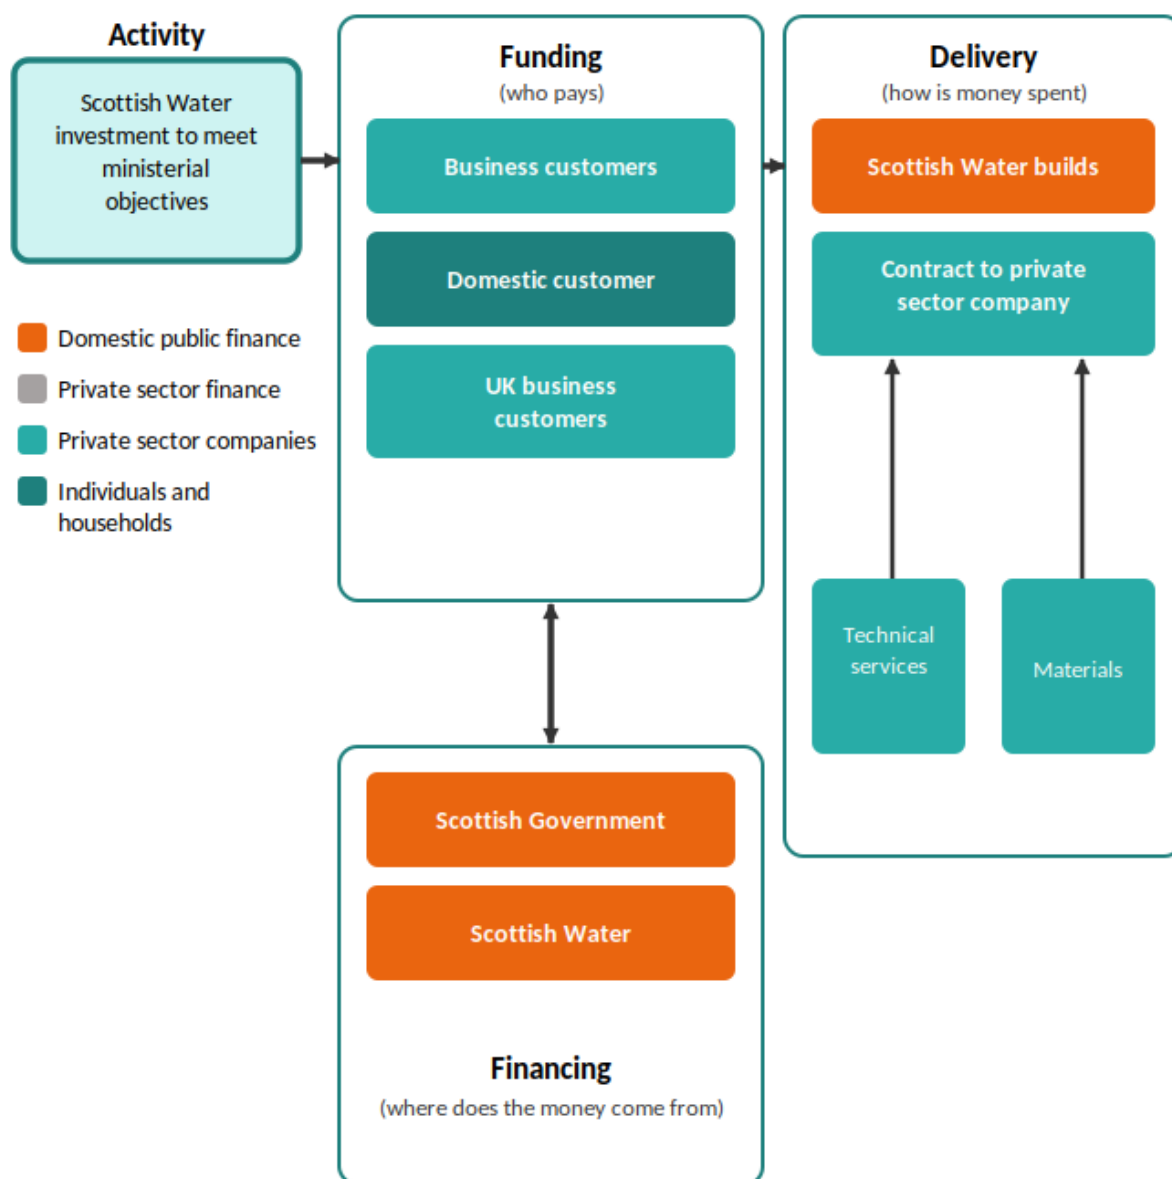 Activity
Scottish Water
investment to meet
ministerial
objectives
Domestic public finance
Private sector finance
Private sector companies
Individuals and
households
Funding
(who pays)
Business customers
Domestic customer
UK business
customers
Scottish Government
Scottish Water
Financing
(where does the money come from)
Delivery
(how is money spent)
Scottish Water builds
Contract to private
sector company
Technical
services
Materials